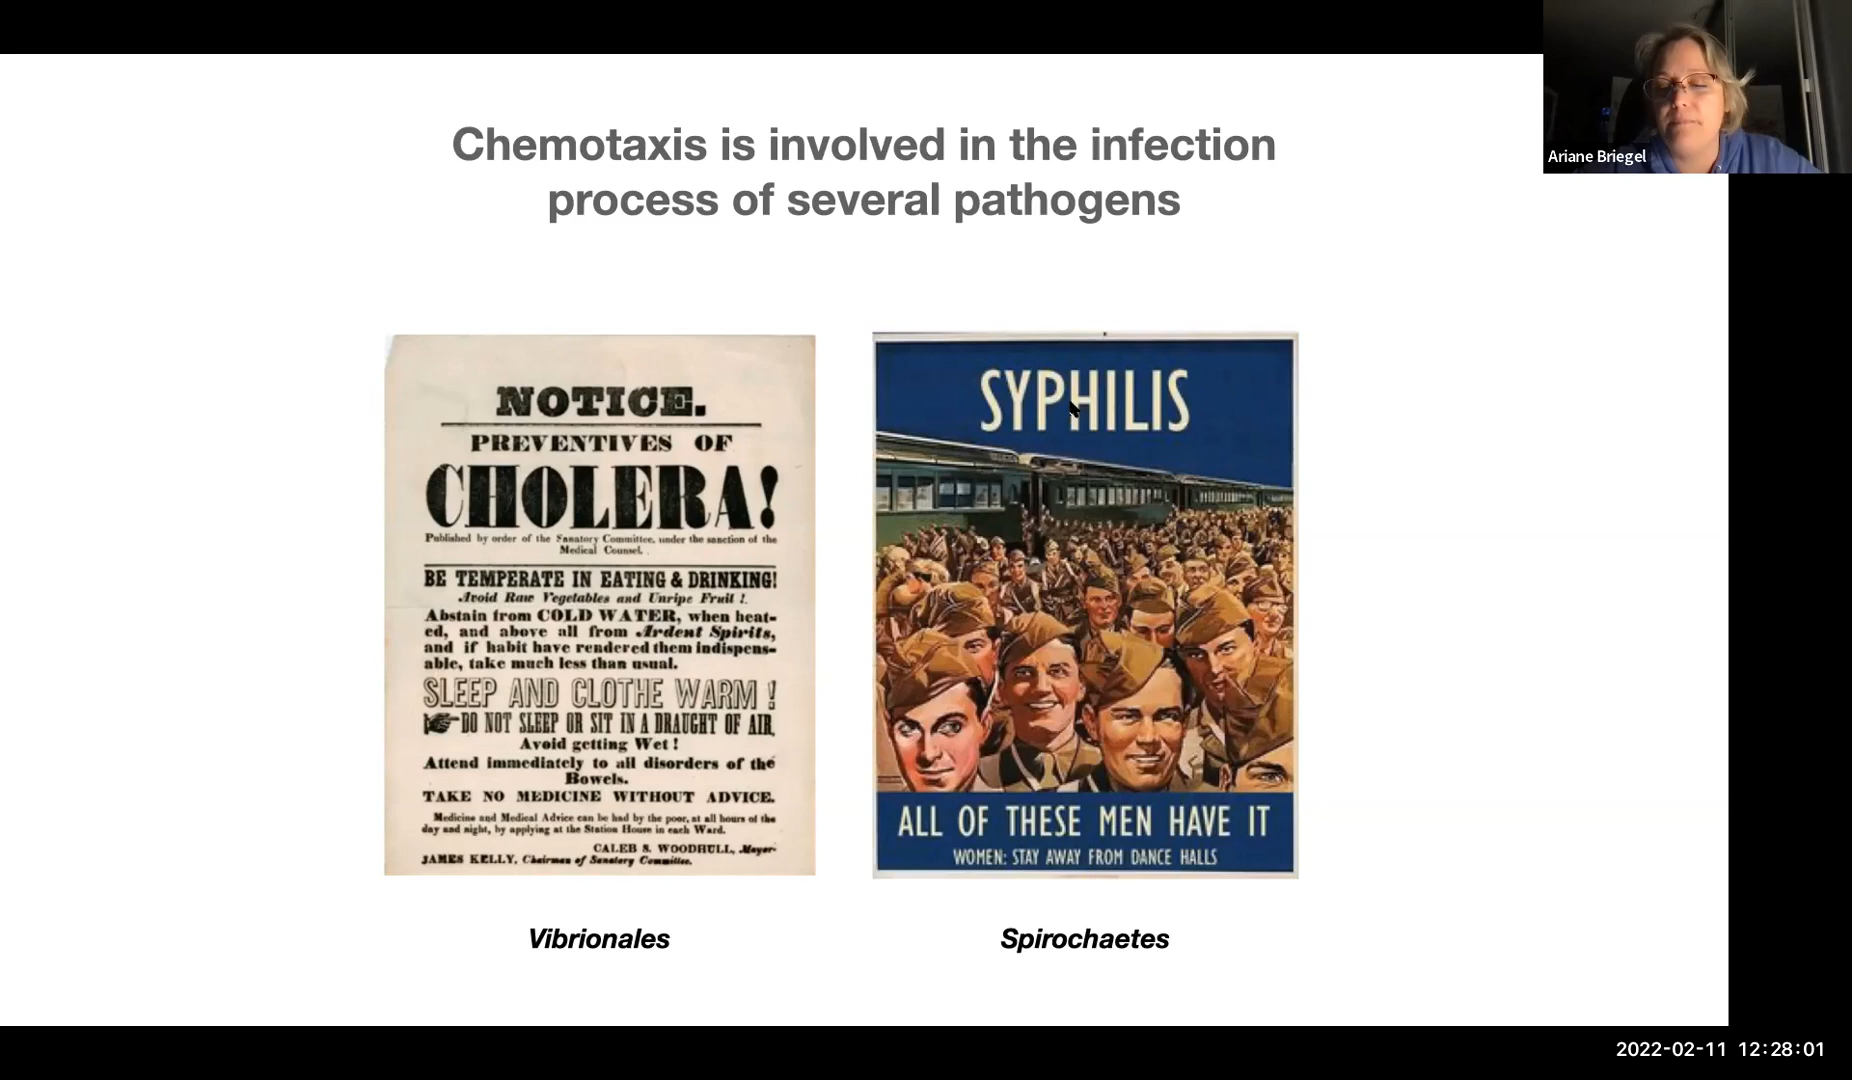 Ariane Briegel
Chemotaxis is involved in the infection
process of several pathogens
NOTICE.
PREVENTIVES OF
CHOLERA!
Published by order of the Sanatory Committee, under the sanction of the
Medical Counsel.
BE TEMPERATE IN EATING & DRINKING!
Avoid Raw Vegetables and Unripe Fruit !
Abstain from COLD WATER, when heat-
ed, and above all from Ardent Spirits,
and if habit have rendered them indispens-
able, take much less than usual.
SLEEP AND CLOTHE WARM !
DO NOT SLEEP OR SIT IN A DRAUGHT OF AIR,
Avoid getting Wet !
Attend immediately to all disorders of the
Bowels.
TAKE NO MEDICINE WITHOUT ADVICE.
Medicine and Medical Advice can be had by the poor, at all hours of the
day and night, by applying at the Station House in each Ward.
CALEB S. WOODHULL, Mayor
JAMES KELLY, Chairman of Sanatory Committee.
SYPHILIS
ALL OF THESE MEN HAVE IT
WOMEN: STAY AWAY FROM DANCE HALLS
Vibrionales
Spirochaetes
2022-02-11 12:28:01